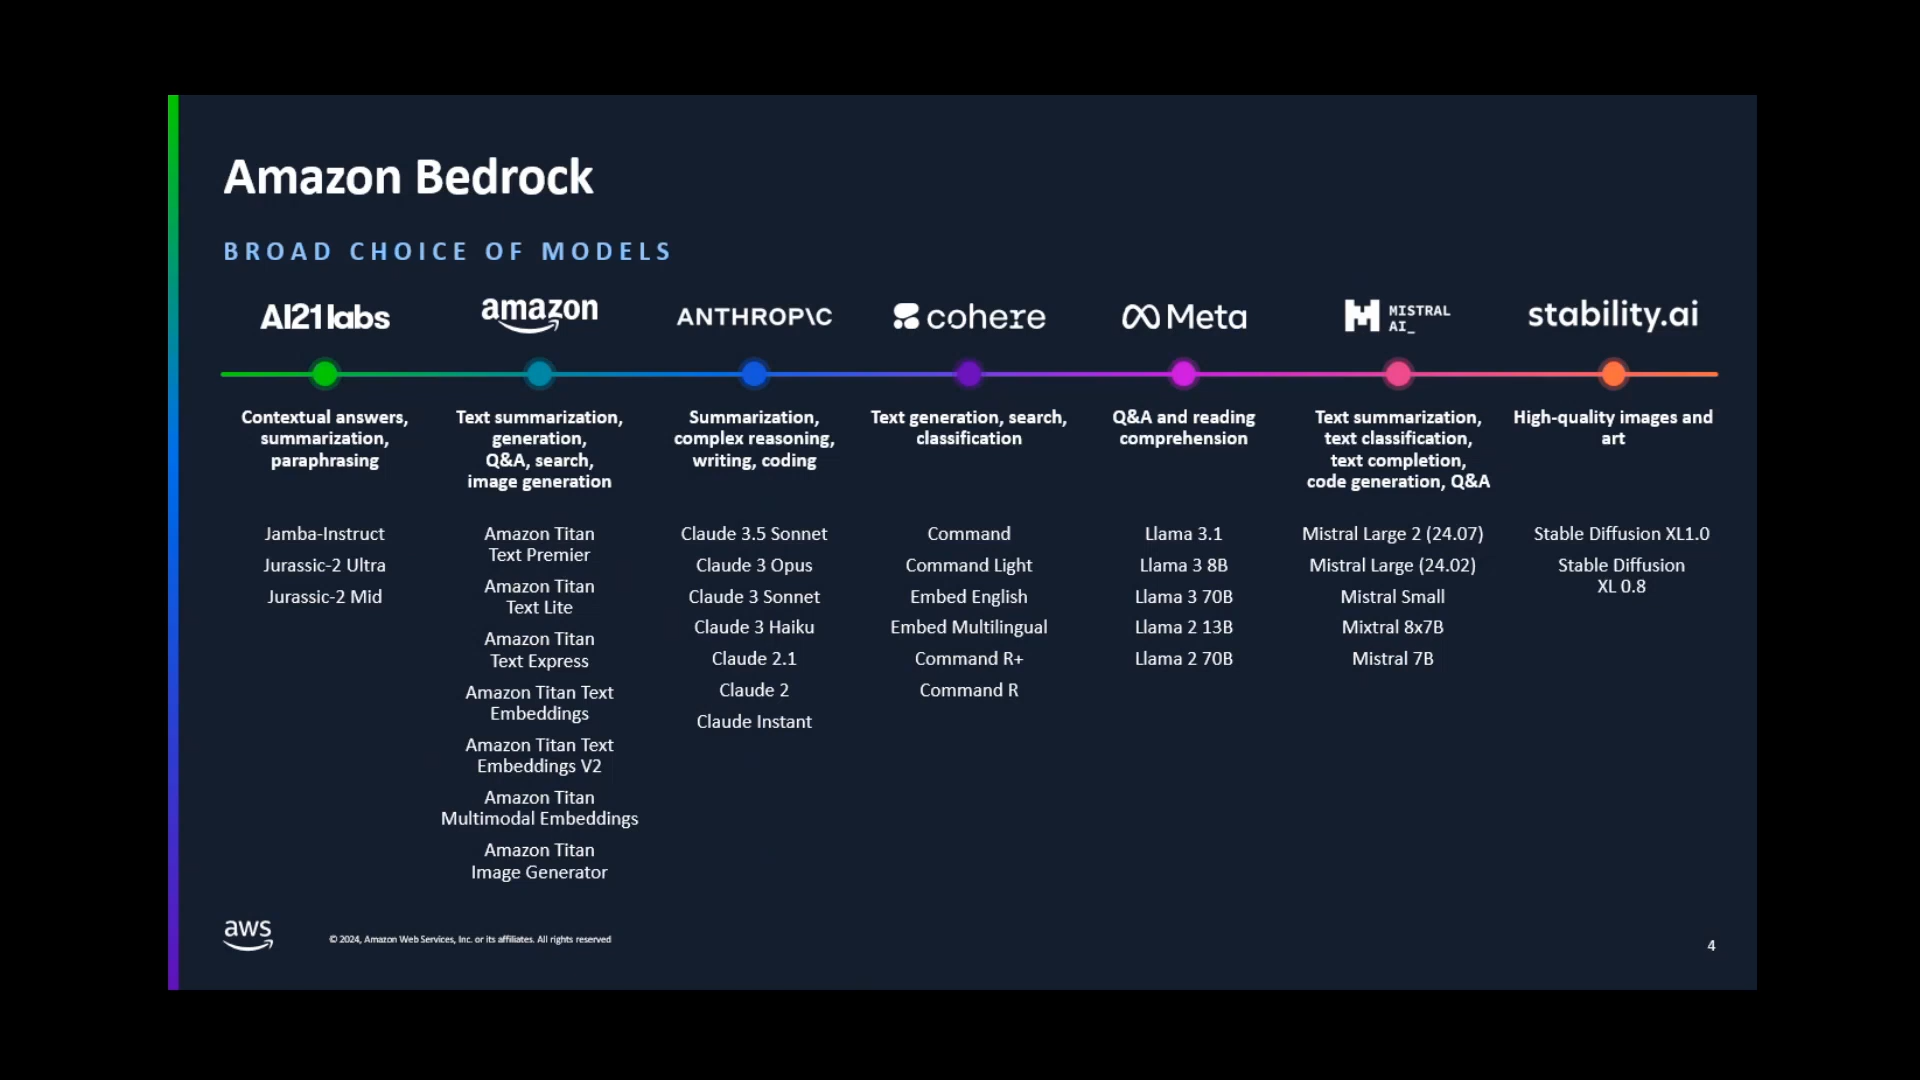 Amazon Bedrock
BROAD CHOICE OF MODELS
AI21labs
Contextual answers,
summarization,
paraphrasing
Jamba-Instruct
Jurassic-2 Ultra
Jurassic-2 Mid
amazon
Text summarization,
generation,
Q&A, search,
image generation
Amazon Titan
Text Premier
Amazon Titan
Text Lite
Amazon Titan
Text Express
Amazon Titan Text
Embeddings
Amazon Titan Text
Embeddings V2
Amazon Titan
Multimodal Embeddings
Amazon Titan
Image Generator
ANTHROP\C
Summarization,
complex reasoning,
writing, coding
Claude 3.5 Sonnet
Claude 3 Opus
Claude 3 Sonnet
Claude 3 Haiku
Claude 2.1
Claude 2
Claude Instant
cohere
Text generation, search,
classification
Command
Command Light
Embed English
Embed Multilingual
Command R+
Command R
Meta
Q&A and reading
comprehension
Llama 3.1
Llama 3 8B
Llama 3 70B
Llama 2 13B
Llama 2 70B
MISTRAL
AI_
Text summarization,
text classification,
text completion,
code generation, Q&A
Mistral Large 2 (24.07)
Mistral Large (24.02)
Mistral Small
Mixtral 8x7B
Mistral 7B
stability.ai
High-quality images and
art
Stable Diffusion XL1.0
Stable Diffusion
XL 0.8
aws
© 2024, Amazon Web Services, Inc. or its affiliates. All rights reserved
4